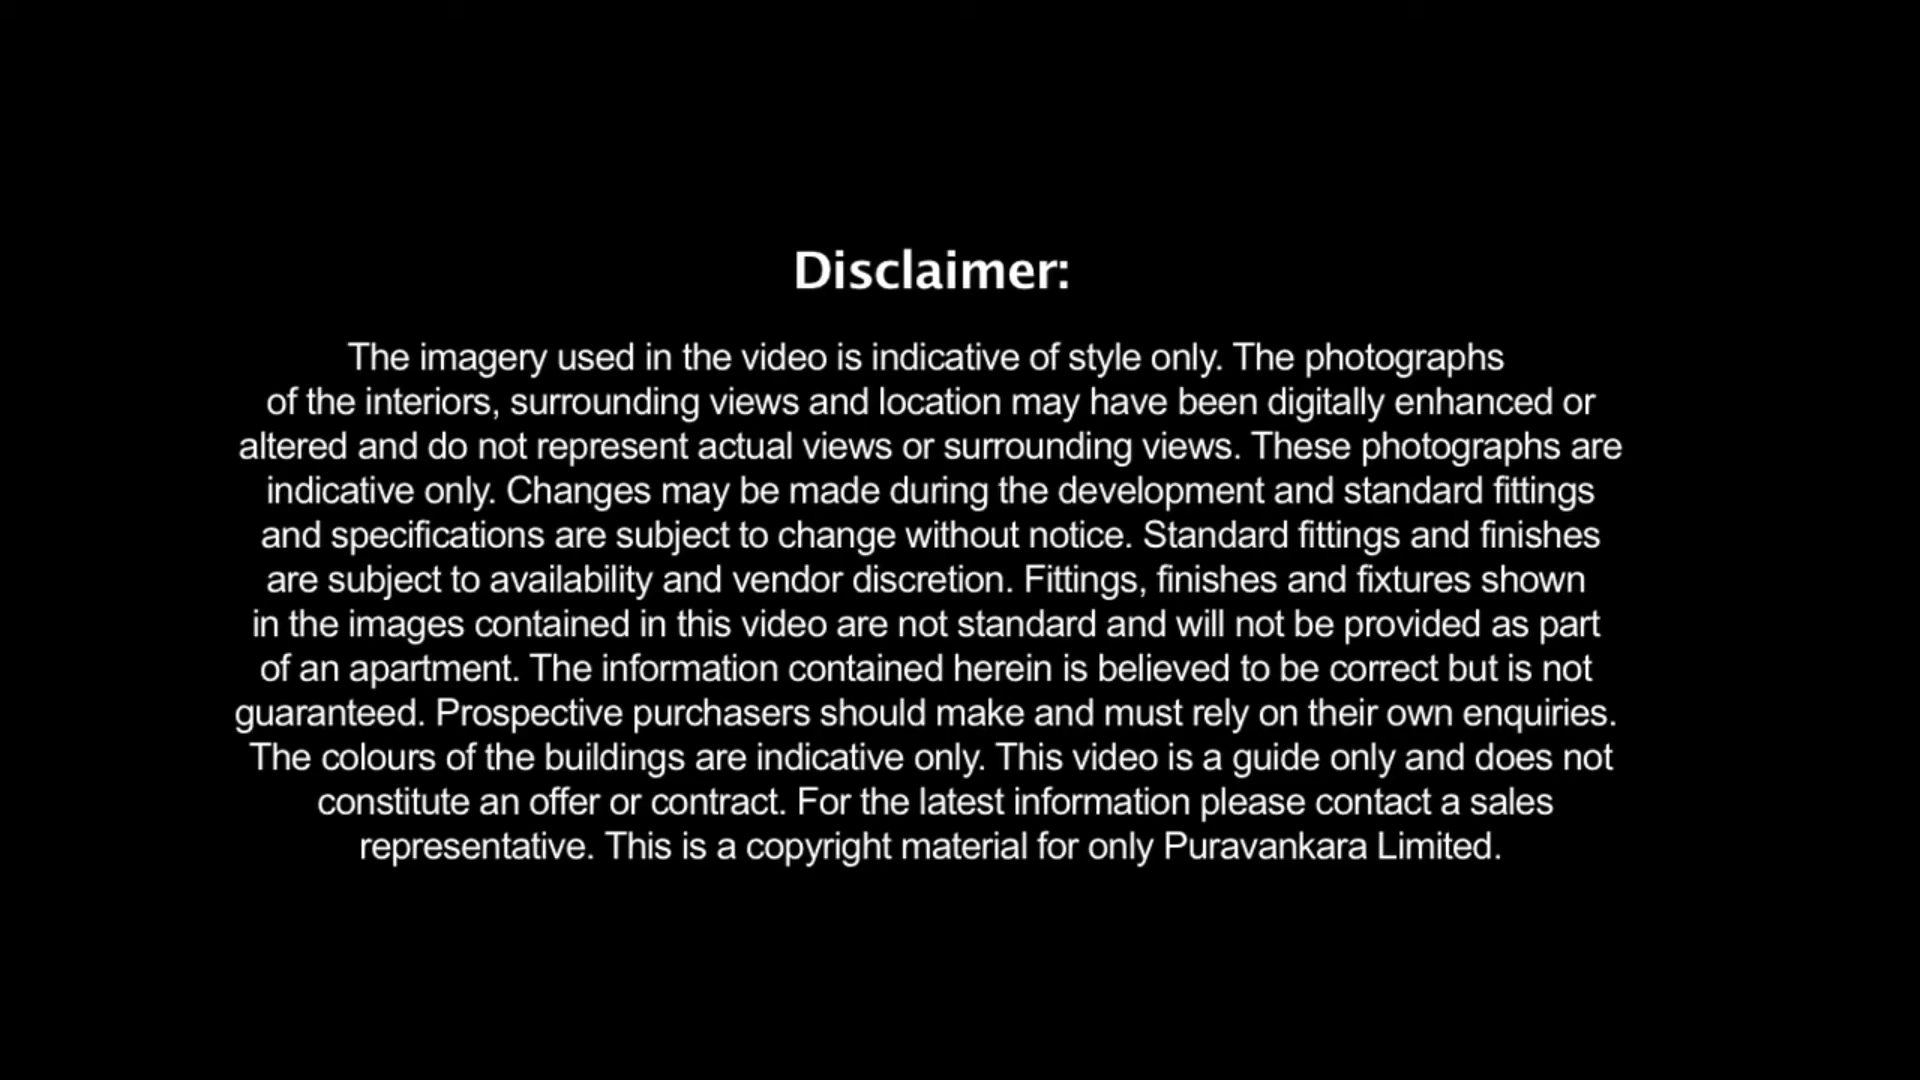 Disclaimer:
The imagery used in the video is indicative of style only. The photographs
of the interiors, surrounding views and location may have been digitally enhanced or
altered and do not represent actual views or surrounding views. These photographs are
indicative only. Changes may be made during the development and standard fittings
and specifications are subject to change without notice. Standard fittings and finishes
are subject to availability and vendor discretion. Fittings, finishes and fixtures shown
in the images contained in this video are not standard and will not be provided as part
of an apartment. The information contained herein is believed to be correct but is not
guaranteed. Prospective purchasers should make and must rely on their own enquiries.
The colours of the buildings are indicative only. This video is a guide only and does not
constitute an offer or contract. For the latest information please contact a sales
representative. This is a copyright material for only Puravankara Limited.